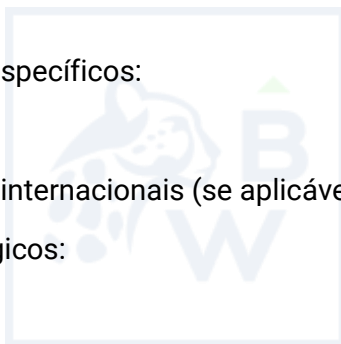 specíficos:
internacionais (se aplicáve
gicos:
B
W